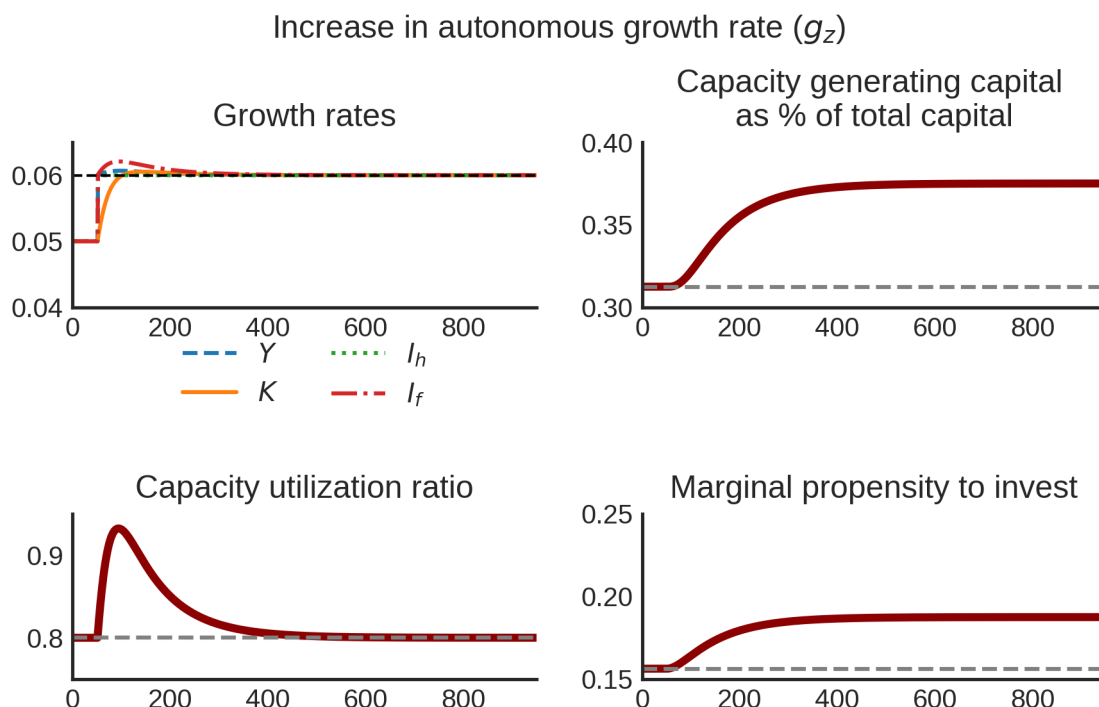 Increase in autonomous growth rate (g_z)
Growth rates
0.06
0.05
0.04
0 200 400 600 800
Y I_h
K I_f
Capacity generating capital
as % of total capital
0.40
0.35
0.30
0 200 400 600 800
Capacity utilization ratio
0.9
0.8
0 200 400 600 800
Marginal propensity to invest
0.25
0.20
0.15
0 200 400 600 800